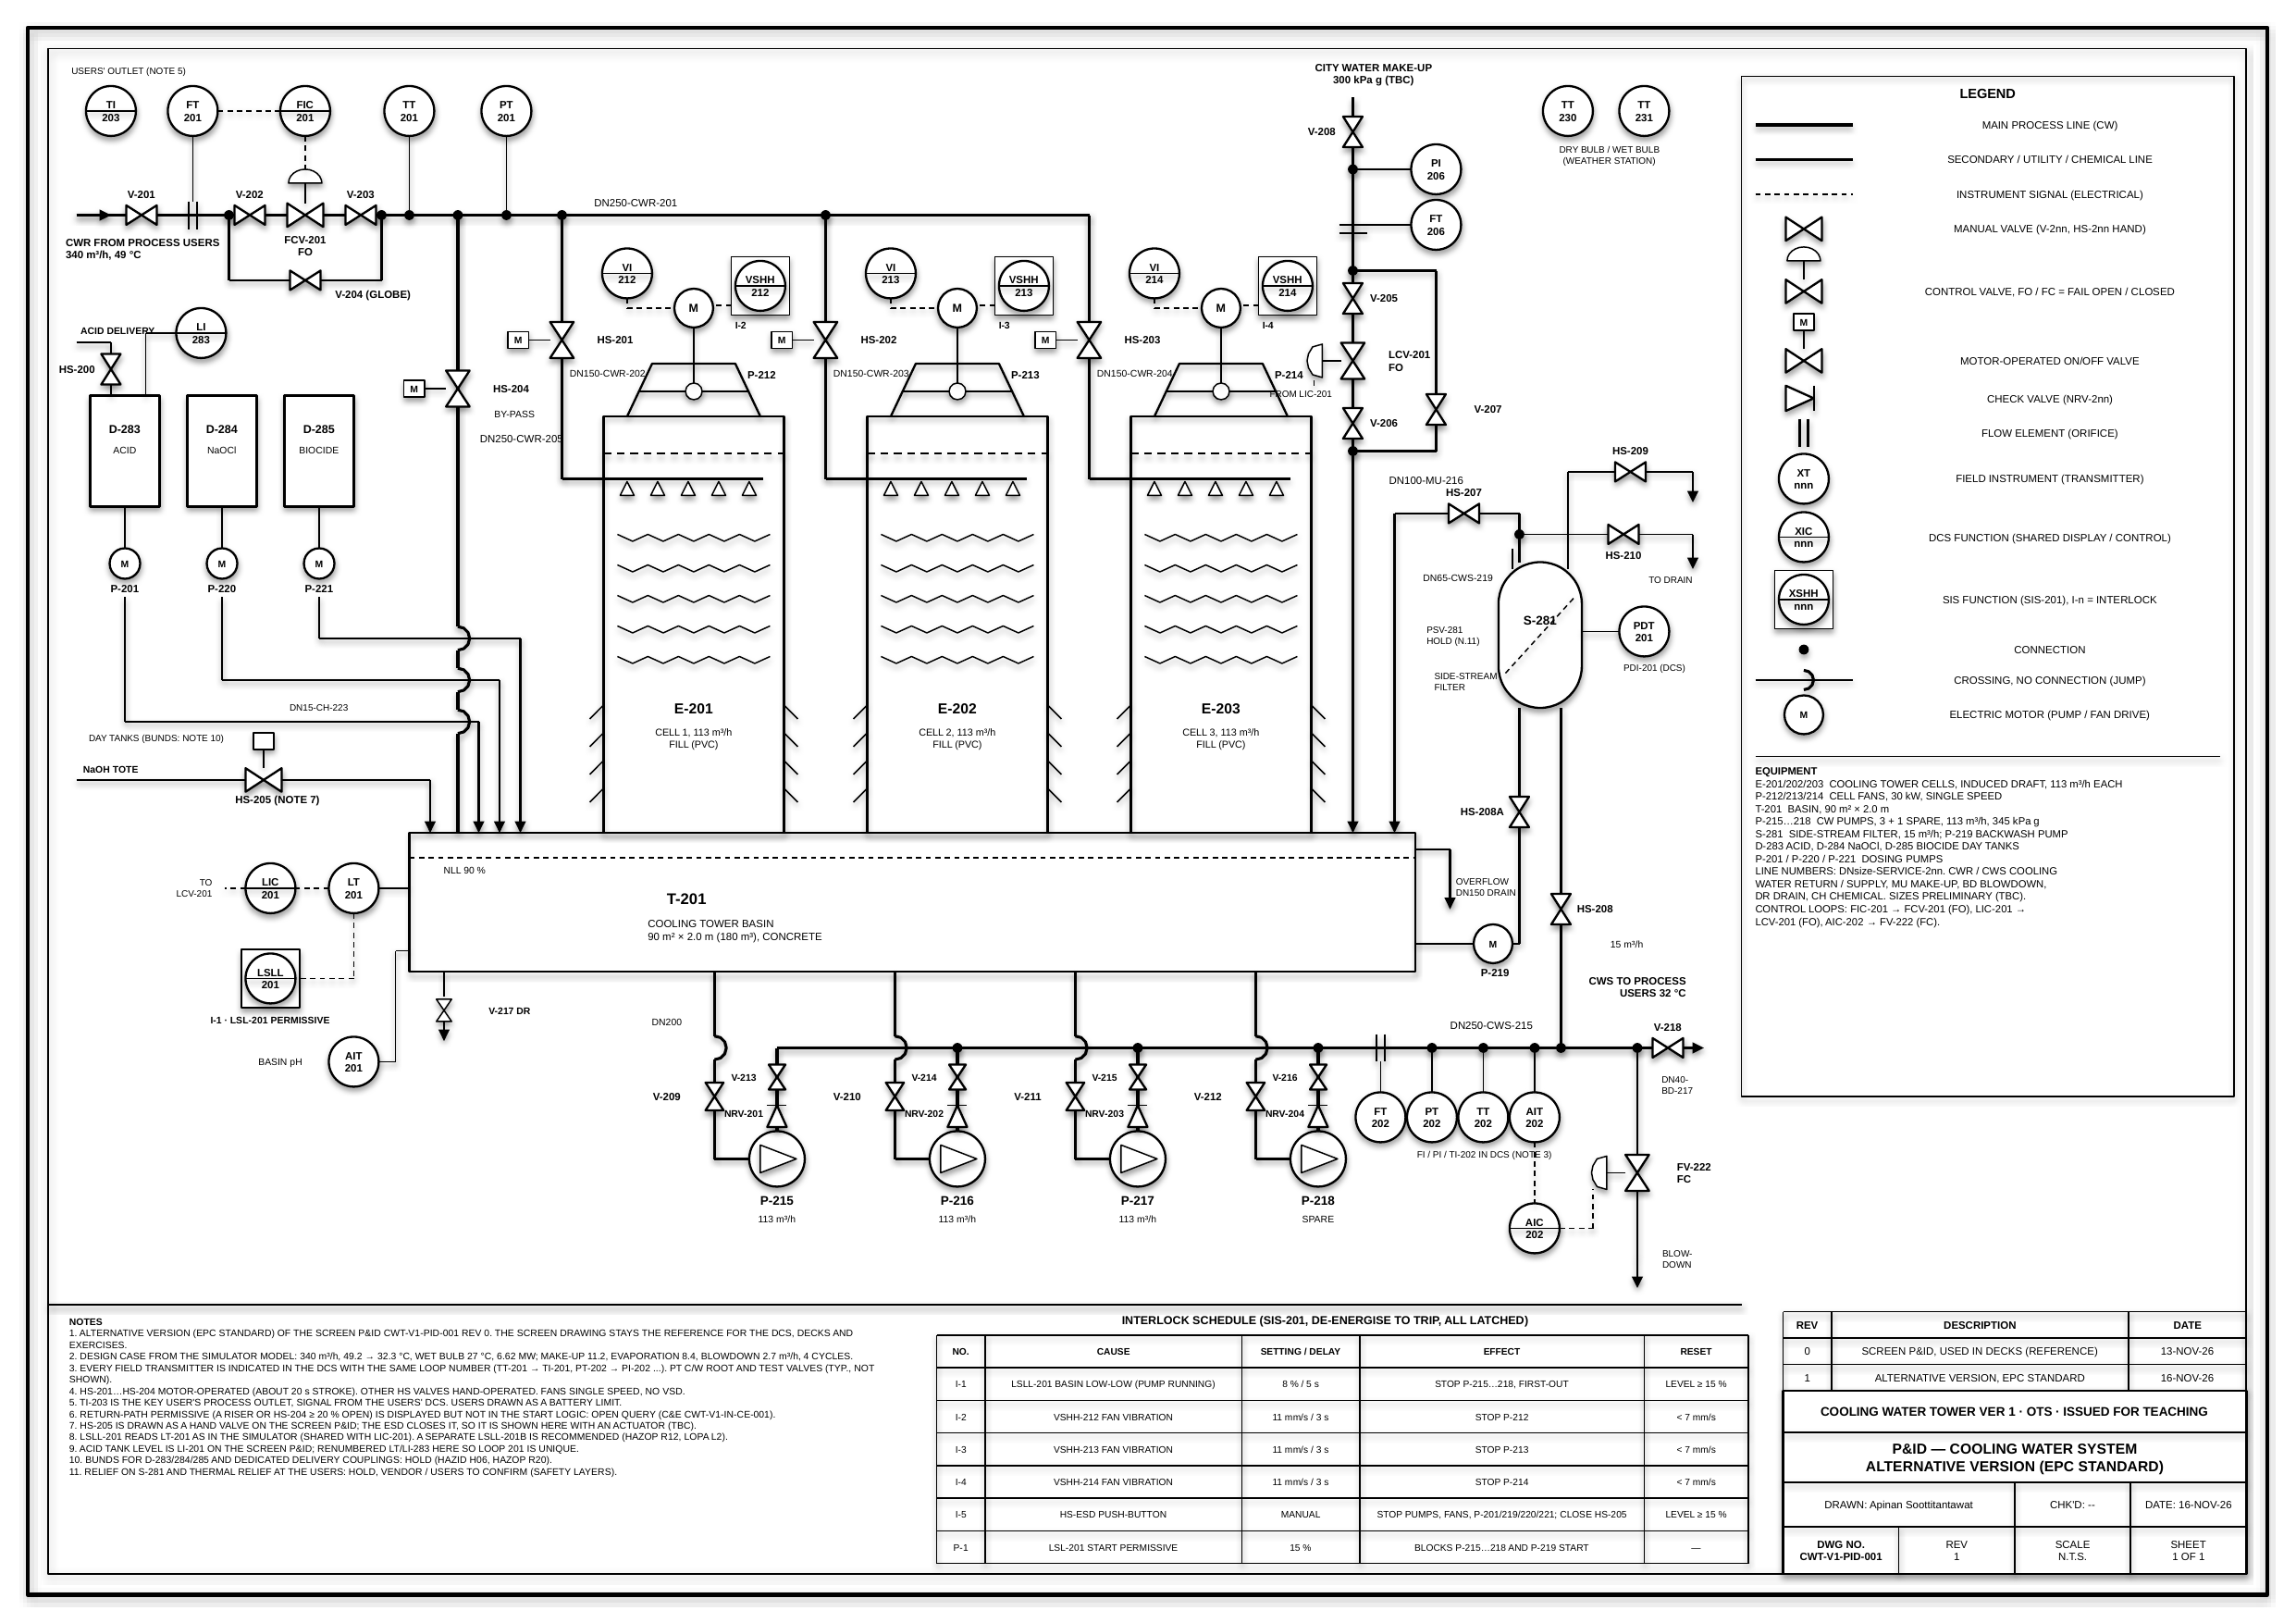 USERS' OUTLET (NOTE 5)
TI
203
FT
201
FIC
201
TT
201
PT
201
CITY WATER MAKE-UP
300 kPa g (TBC)
V-208
PI
206
FT
206
TT
230
TT
231
DRY BULB / WET BULB
(WEATHER STATION)
V-201
V-202
V-203
DN250-CWR-201
CWR FROM PROCESS USERS
340 m³/h, 49 °C
FCV-201
FO
V-204 (GLOBE)
VI
212
M
VSHH
212
I-2
VI
213
M
VSHH
213
I-3
VI
214
M
VSHH
214
I-4
V-205
ACID DELIVERY
LI
283
HS-200
M
HS-201
M
HS-202
M
HS-203
LCV-201
FO
FROM LIC-201
DN150-CWR-202
P-212
DN150-CWR-203
P-213
DN150-CWR-204
P-214
M
HS-204
BY-PASS
DN250-CWR-205
V-206
V-207
D-283
ACID
D-284
NaOCl
D-285
BIOCIDE
HS-209
DN100-MU-216
HS-207
HS-210
TO DRAIN
M
P-201
M
P-220
M
P-221
DN65-CWS-219
S-281
PSV-281
HOLD (N.11)
PDT
201
PDI-201 (DCS)
SIDE-STREAM
FILTER
DN15-CH-223
E-201
CELL 1, 113 m³/h
FILL (PVC)
E-202
CELL 2, 113 m³/h
FILL (PVC)
E-203
CELL 3, 113 m³/h
FILL (PVC)
DAY TANKS (BUNDS: NOTE 10)
NaOH TOTE
HS-205 (NOTE 7)
HS-208A
NLL 90 %
T-201
COOLING TOWER BASIN
90 m² × 2.0 m (180 m³), CONCRETE
TO
LCV-201
LIC
201
LT
201
OVERFLOW
DN150 DRAIN
HS-208
M
P-219
15 m³/h
LSLL
201
I-1 · LSL-201 PERMISSIVE
BASIN pH
AIT
201
V-217 DR
DN200
CWS TO PROCESS
USERS 32 °C
DN250-CWS-215
V-218
DN40-
BD-217
V-209
V-213
NRV-201
V-210
V-214
NRV-202
V-211
V-215
NRV-203
V-212
V-216
NRV-204
FT
202
PT
202
TT
202
AIT
202
FI / PI / TI-202 IN DCS (NOTE 3)
FV-222
FC
P-215
113 m³/h
P-216
113 m³/h
P-217
113 m³/h
P-218
SPARE
AIC
202
BLOW-
DOWN
LEGEND
MAIN PROCESS LINE (CW)
SECONDARY / UTILITY / CHEMICAL LINE
INSTRUMENT SIGNAL (ELECTRICAL)
MANUAL VALVE (V-2nn, HS-2nn HAND)
CONTROL VALVE, FO / FC = FAIL OPEN / CLOSED
M
MOTOR-OPERATED ON/OFF VALVE
CHECK VALVE (NRV-2nn)
FLOW ELEMENT (ORIFICE)
XT
nnn
FIELD INSTRUMENT (TRANSMITTER)
XIC
nnn
DCS FUNCTION (SHARED DISPLAY / CONTROL)
XSHH
nnn
SIS FUNCTION (SIS-201), I-n = INTERLOCK
CONNECTION
CROSSING, NO CONNECTION (JUMP)
M
ELECTRIC MOTOR (PUMP / FAN DRIVE)
EQUIPMENT
E-201/202/203 COOLING TOWER CELLS, INDUCED DRAFT, 113 m³/h EACH
P-212/213/214 CELL FANS, 30 kW, SINGLE SPEED
T-201 BASIN, 90 m² × 2.0 m
P-215…218 CW PUMPS, 3 + 1 SPARE, 113 m³/h, 345 kPa g
S-281 SIDE-STREAM FILTER, 15 m³/h; P-219 BACKWASH PUMP
D-283 ACID, D-284 NaOCl, D-285 BIOCIDE DAY TANKS
P-201 / P-220 / P-221 DOSING PUMPS
LINE NUMBERS: DNsize-SERVICE-2nn. CWR / CWS COOLING
WATER RETURN / SUPPLY, MU MAKE-UP, BD BLOWDOWN,
DR DRAIN, CH CHEMICAL. SIZES PRELIMINARY (TBC).
CONTROL LOOPS: FIC-201 → FCV-201 (FO), LIC-201 →
LCV-201 (FO), AIC-202 → FV-222 (FC).
NOTES
1. ALTERNATIVE VERSION (EPC STANDARD) OF THE SCREEN P&ID CWT-V1-PID-001 REV 0. THE SCREEN DRAWING STAYS THE REFERENCE FOR THE DCS, DECKS AND
EXERCISES.
2. DESIGN CASE FROM THE SIMULATOR MODEL: 340 m³/h, 49.2 → 32.3 °C, WET BULB 27 °C, 6.62 MW; MAKE-UP 11.2, EVAPORATION 8.4, BLOWDOWN 2.7 m³/h, 4 CYCLES.
3. EVERY FIELD TRANSMITTER IS INDICATED IN THE DCS WITH THE SAME LOOP NUMBER (TT-201 → TI-201, PT-202 → PI-202 ...). PT C/W ROOT AND TEST VALVES (TYP., NOT
SHOWN).
4. HS-201…HS-204 MOTOR-OPERATED (ABOUT 20 s STROKE). OTHER HS VALVES HAND-OPERATED. FANS SINGLE SPEED, NO VSD.
5. TI-203 IS THE KEY USER'S PROCESS OUTLET, SIGNAL FROM THE USERS' DCS. USERS DRAWN AS A BATTERY LIMIT.
6. RETURN-PATH PERMISSIVE (A RISER OR HS-204 ≥ 20 % OPEN) IS DISPLAYED BUT NOT IN THE START LOGIC: OPEN QUERY (C&E CWT-V1-IN-CE-001).
7. HS-205 IS DRAWN AS A HAND VALVE ON THE SCREEN P&ID; THE ESD CLOSES IT, SO IT IS SHOWN HERE WITH AN ACTUATOR (TBC).
8. LSLL-201 READS LT-201 AS IN THE SIMULATOR (SHARED WITH LIC-201). A SEPARATE LSLL-201B IS RECOMMENDED (HAZOP R12, LOPA L2).
9. ACID TANK LEVEL IS LI-201 ON THE SCREEN P&ID; RENUMBERED LT/LI-283 HERE SO LOOP 201 IS UNIQUE.
10. BUNDS FOR D-283/284/285 AND DEDICATED DELIVERY COUPLINGS: HOLD (HAZID H06, HAZOP R20).
11. RELIEF ON S-281 AND THERMAL RELIEF AT THE USERS: HOLD, VENDOR / USERS TO CONFIRM (SAFETY LAYERS).
INTERLOCK SCHEDULE (SIS-201, DE-ENERGISE TO TRIP, ALL LATCHED)
NO. CAUSE SETTING / DELAY EFFECT RESET
I-1 LSLL-201 BASIN LOW-LOW (PUMP RUNNING) 8 % / 5 s STOP P-215…218, FIRST-OUT LEVEL ≥ 15 %
I-2 VSHH-212 FAN VIBRATION 11 mm/s / 3 s STOP P-212 < 7 mm/s
I-3 VSHH-213 FAN VIBRATION 11 mm/s / 3 s STOP P-213 < 7 mm/s
I-4 VSHH-214 FAN VIBRATION 11 mm/s / 3 s STOP P-214 < 7 mm/s
I-5 HS-ESD PUSH-BUTTON MANUAL STOP PUMPS, FANS, P-201/219/220/221; CLOSE HS-205 LEVEL ≥ 15 %
P-1 LSL-201 START PERMISSIVE 15 % BLOCKS P-215…218 AND P-219 START —
REV DESCRIPTION DATE
0 SCREEN P&ID, USED IN DECKS (REFERENCE) 13-NOV-26
1 ALTERNATIVE VERSION, EPC STANDARD 16-NOV-26
COOLING WATER TOWER VER 1 · OTS · ISSUED FOR TEACHING
P&ID — COOLING WATER SYSTEM
ALTERNATIVE VERSION (EPC STANDARD)
DRAWN: Apinan Soottitantawat CHK'D: -- DATE: 16-NOV-26
DWG NO. REV SCALE SHEET
CWT-V1-PID-001 1 N.T.S. 1 OF 1